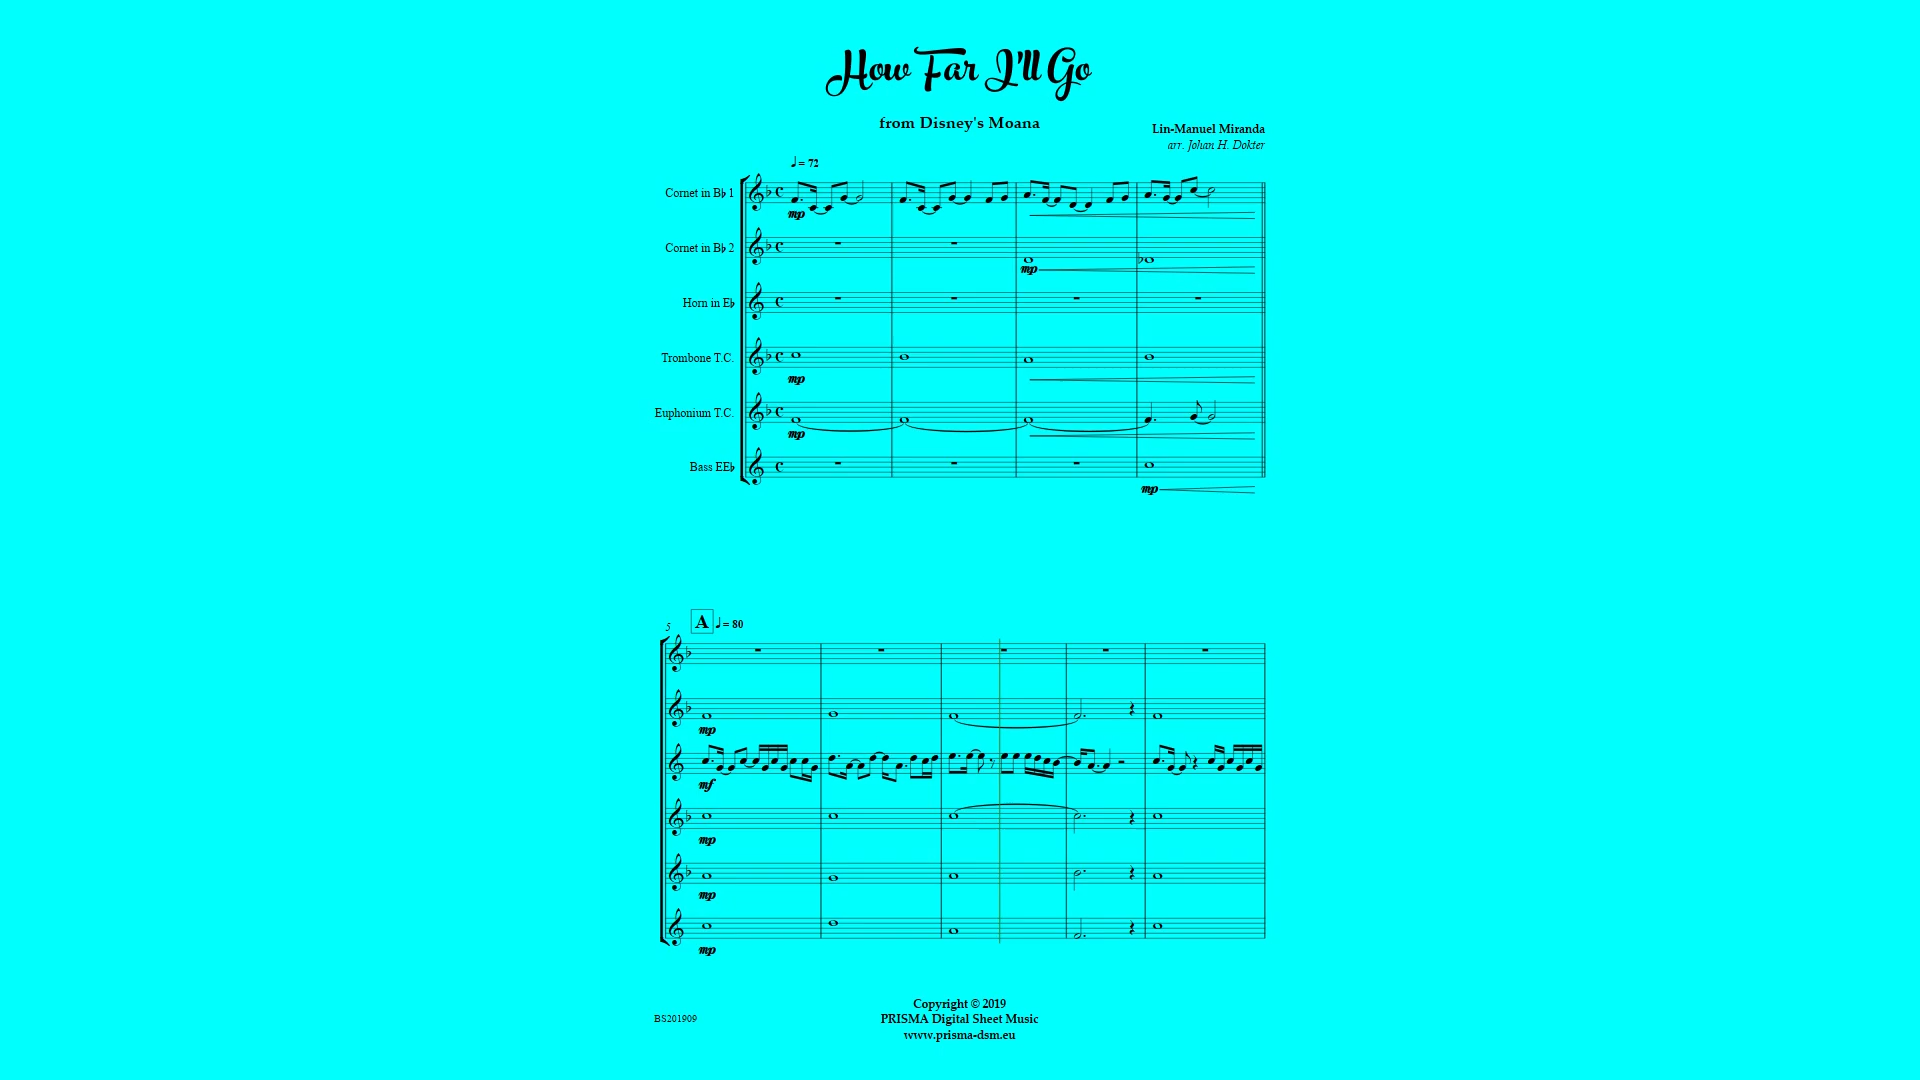 How Far I'll Go
from Disney's Moana
Lin-Manuel Miranda
arr. Johan H. Dokter
♩= 72
Cornet in B♭ 1
mp
Cornet in B♭ 2
mp
Horn in E♭
Trombone T.C.
mp
Euphonium T.C.
mp
Bass EE♭
mp
5
A ♩= 80
mp
mf
mp
mp
mp
Copyright © 2019
BS201909
PRISMA Digital Sheet Music
www.prisma-dsm.eu